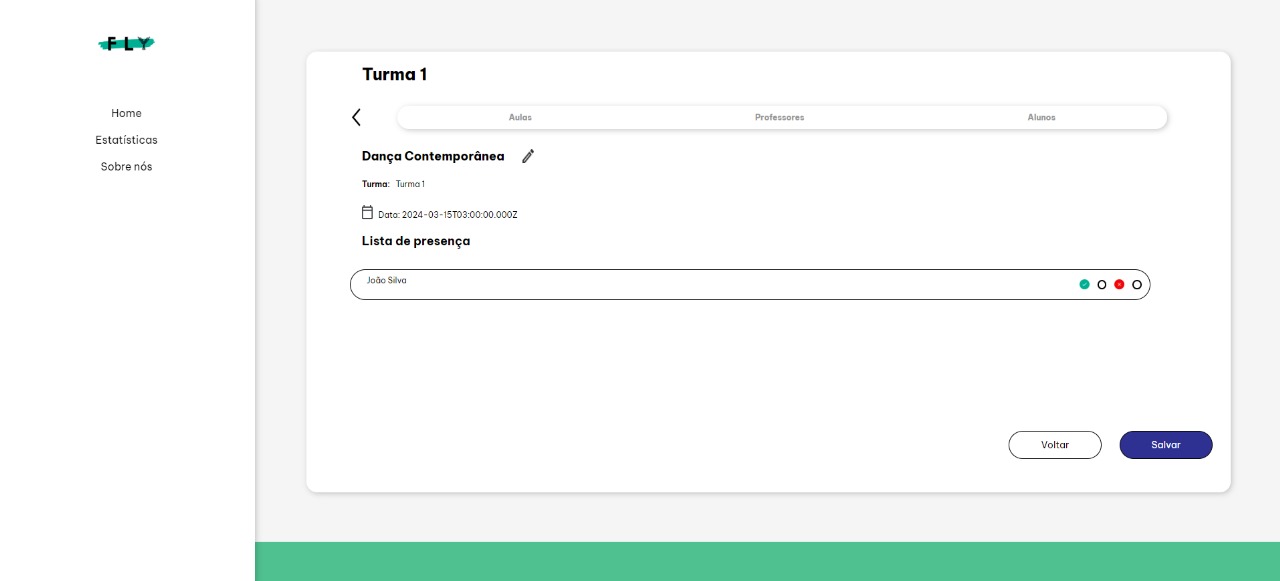 FLY
Home
Estatísticas
Sobre nós
Turma 1
Aulas Professores Alunos
Dança Contemporânea
Turma: Turma 1
Data: 2024-03-15T03:00:00.000Z
Lista de presença
João Silva
Voltar Salvar